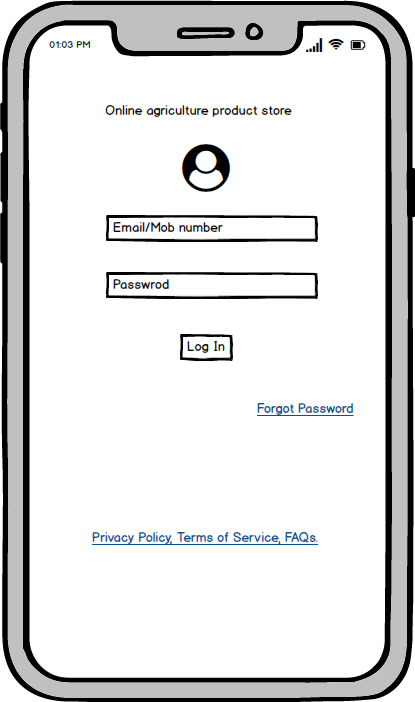 01:03 PM
Online agriculture product store
Email/Mob number
Passwrod
Log In
Forgot Password
Privacy Policy, Terms of Service, FAQs.